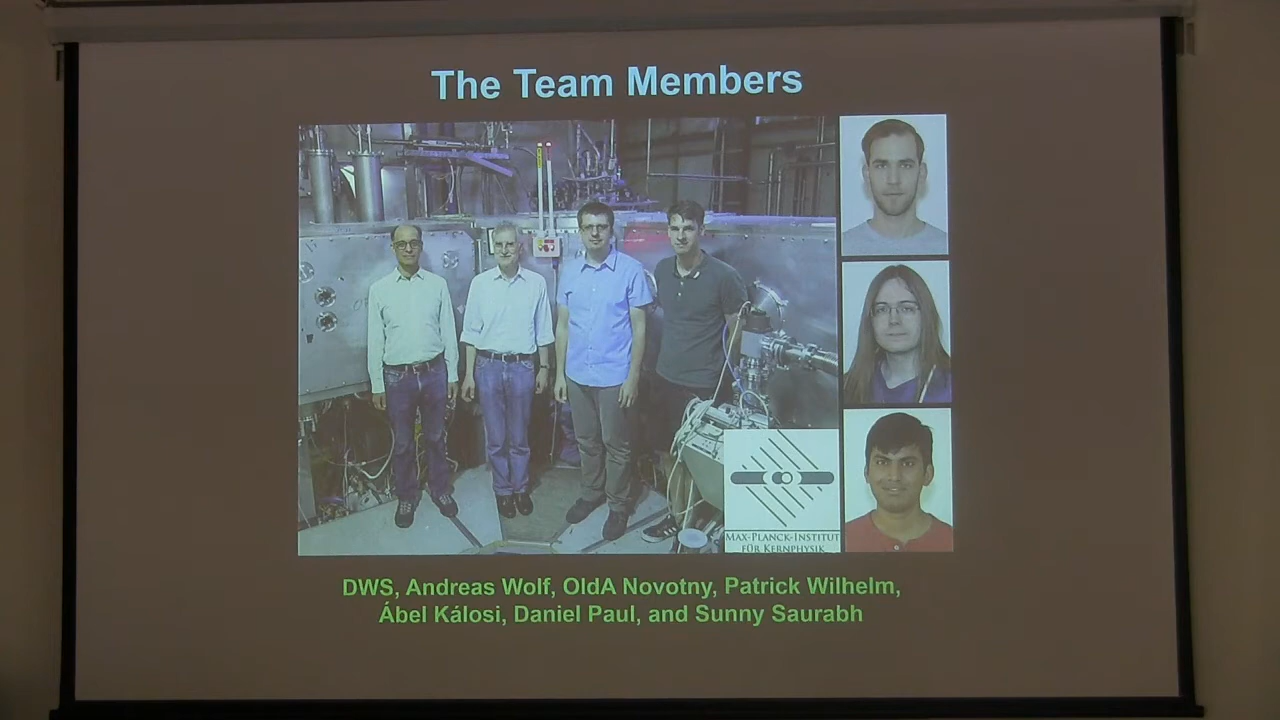 The Team Members
MAX-PLANCK-INSTITUT
FÜR KERNPHYSIK
DWS, Andreas Wolf, OldA Novotny, Patrick Wilhelm,
Ábel Kálosi, Daniel Paul, and Sunny Saurabh